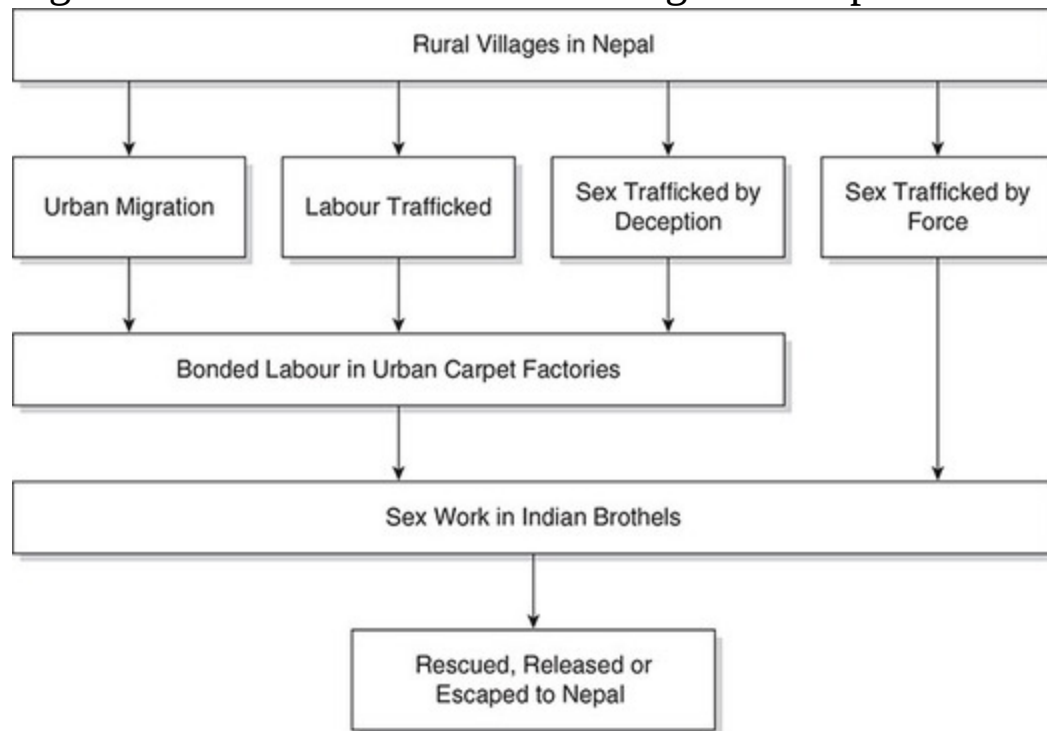 Rural Villages in Nepal
Urban Migration
Labour Trafficked
Sex Trafficked by
Deception
Sex Trafficked by
Force
Bonded Labour in Urban Carpet Factories
Sex Work in Indian Brothels
Rescued, Released or
Escaped to Nepal